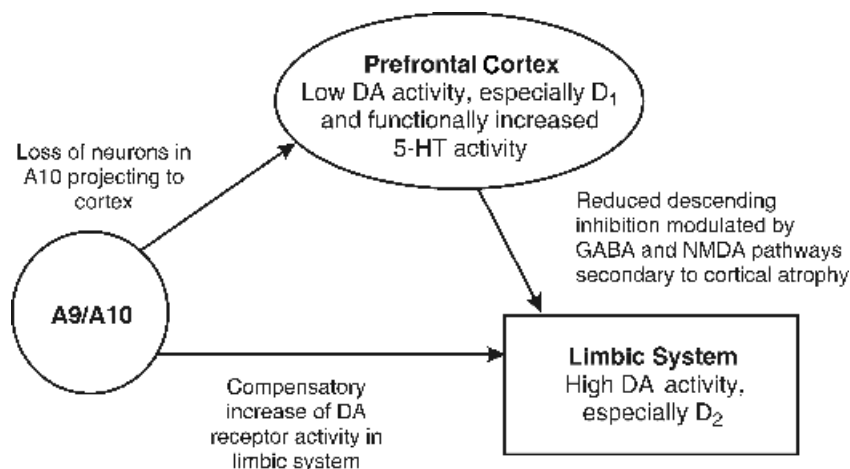 Prefrontal Cortex
Low DA activity, especially D₁
and functionally increased
5-HT activity
Loss of neurons in
A10 projecting to
cortex
Reduced descending
inhibition modulated by
GABA and NMDA pathways
secondary to cortical atrophy
A9/A10
Limbic System
High DA activity,
especially D₂
Compensatory
increase of DA
receptor activity in
limbic system